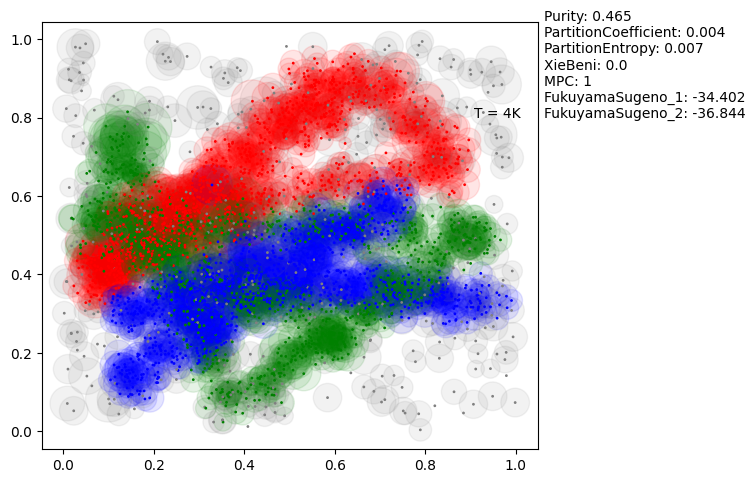 Purity: 0.465
PartitionCoefficient: 0.004
PartitionEntropy: 0.007
XieBeni: 0.0
MPC: 1
FukuyamaSugeno_1: -34.402
FukuyamaSugeno_2: -36.844
T = 4K
1.0
0.8
0.6
0.4
0.2
0.0
0.0 0.2 0.4 0.6 0.8 1.0